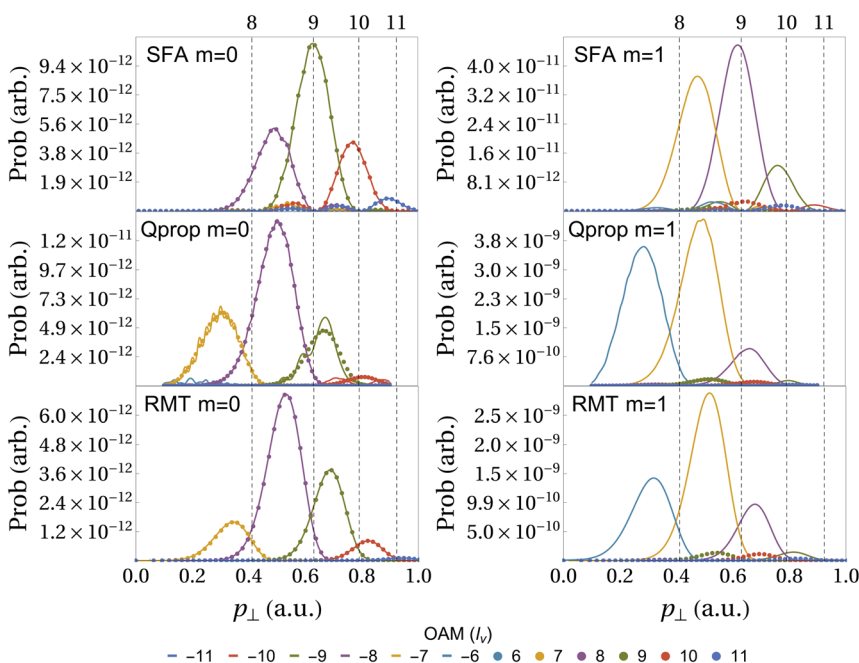 8 9 10 11 8 9 10 11
SFA m=0
Prob (arb.)
9.4×10⁻¹²
7.5×10⁻¹²
5.6×10⁻¹²
3.8×10⁻¹²
1.9×10⁻¹²
SFA m=1
Prob (arb.)
4.0×10⁻¹¹
3.2×10⁻¹¹
2.4×10⁻¹¹
1.6×10⁻¹¹
8.1×10⁻¹²
Qprop m=0
Prob (arb.)
1.2×10⁻¹¹
9.7×10⁻¹²
7.3×10⁻¹²
4.9×10⁻¹²
2.4×10⁻¹²
Qprop m=1
Prob (arb.)
3.8×10⁻⁹
3.0×10⁻⁹
2.3×10⁻⁹
1.5×10⁻⁹
7.6×10⁻¹⁰
RMT m=0
Prob (arb.)
6.0×10⁻¹²
4.8×10⁻¹²
3.6×10⁻¹²
2.4×10⁻¹²
1.2×10⁻¹²
RMT m=1
Prob (arb.)
2.5×10⁻⁹
2.0×10⁻⁹
1.5×10⁻⁹
9.9×10⁻¹⁰
5.0×10⁻¹⁰
0.0 0.2 0.4 0.6 0.8 1.0 0.0 0.2 0.4 0.6 0.8 1.0
p⊥ (a.u.) p⊥ (a.u.)
OAM (lᵥ)
−11 −10 −9 −8 −7 −6 6 7 8 9 10 11